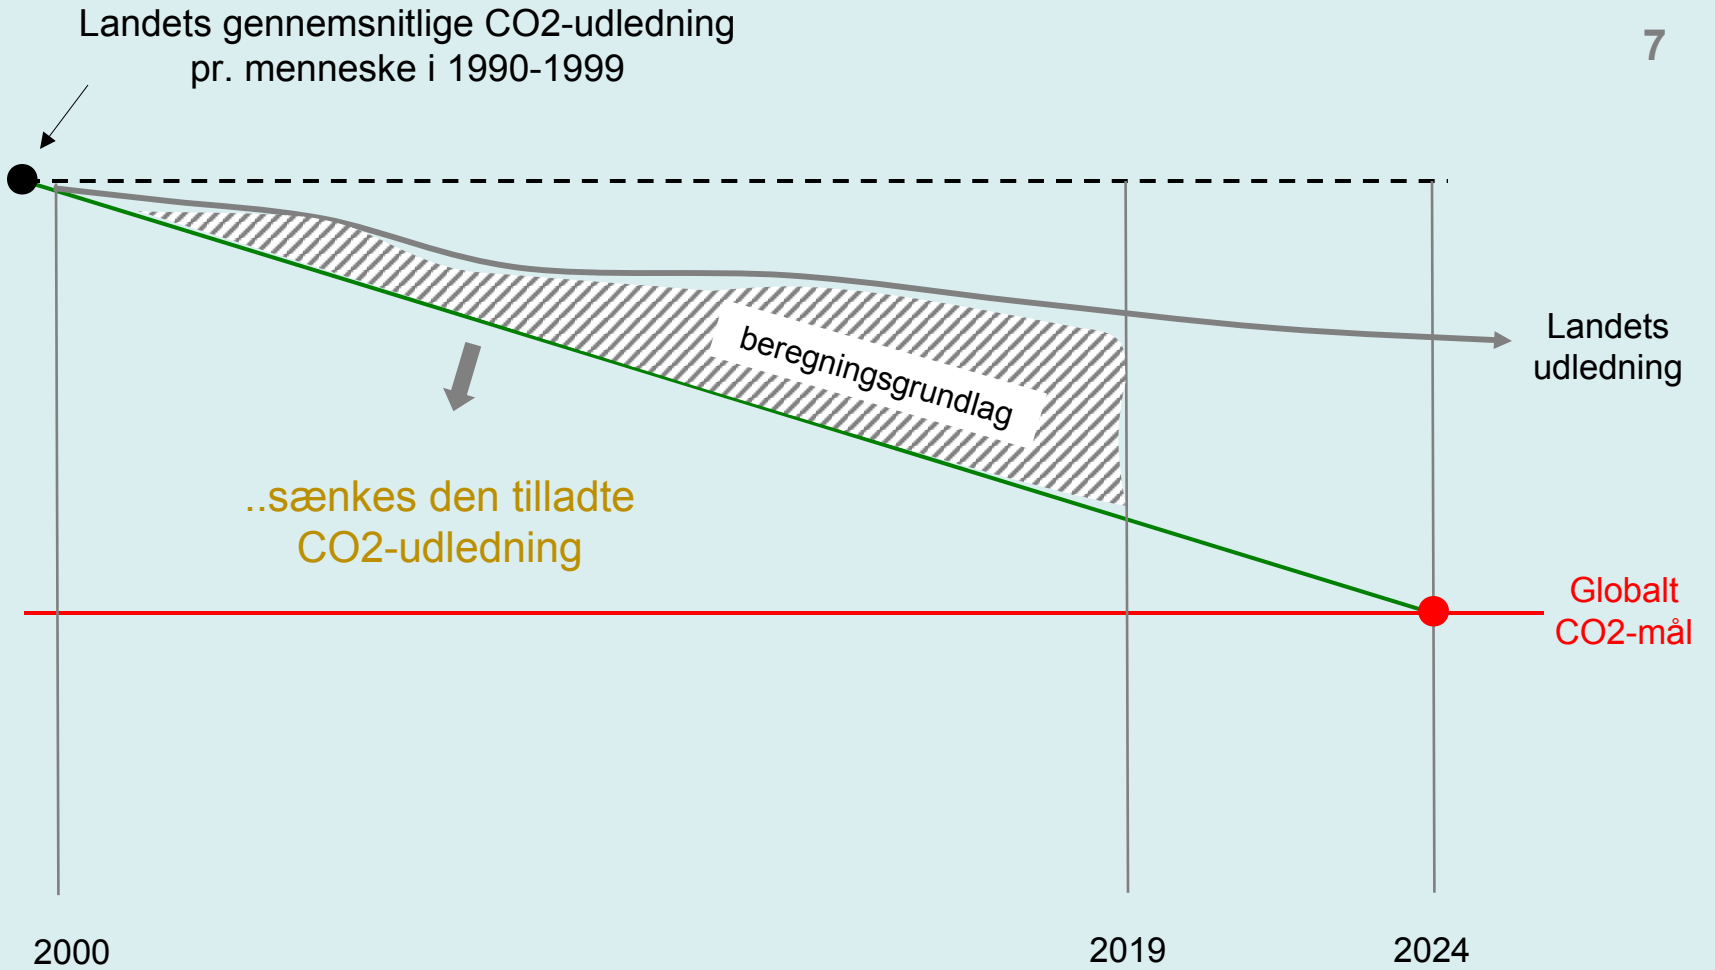 Landets gennemsnitlige CO2-udledning
pr. menneske i 1990-1999
7
beregningsgrundlag
Landets
udledning
..sænkes den tilladte
CO2-udledning
Globalt
CO2-mål
2000
2019
2024